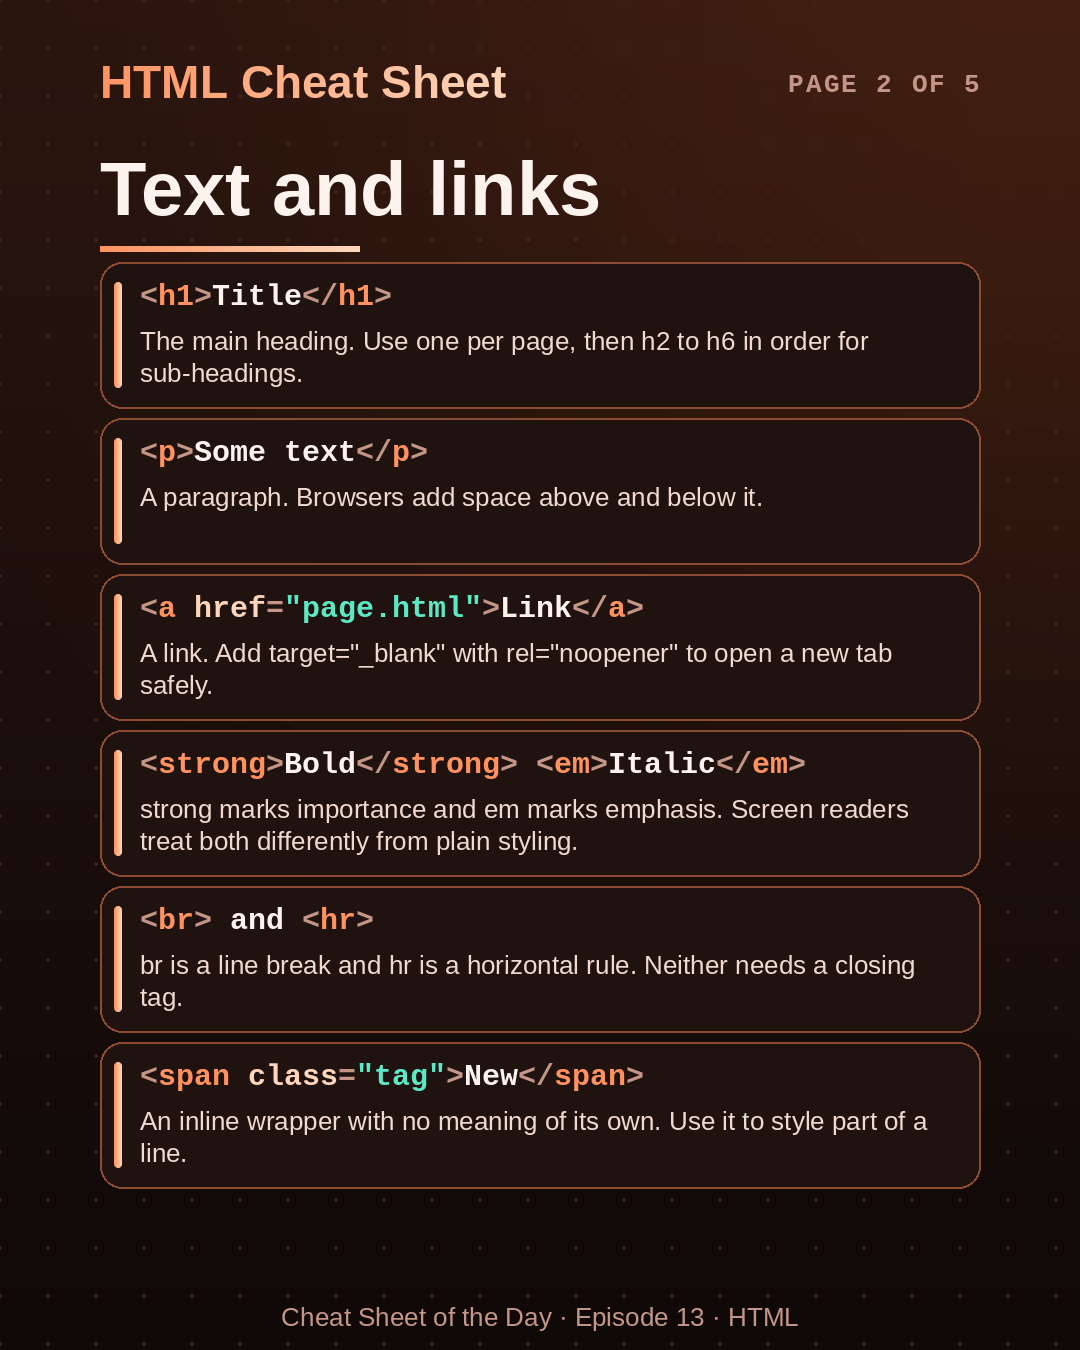 HTML Cheat Sheet
PAGE 2 OF 5
Text and links
<h1>Title</h1>
The main heading. Use one per page, then h2 to h6 in order for
sub-headings.
<p>Some text</p>
A paragraph. Browsers add space above and below it.
<a href="page.html">Link</a>
A link. Add target="_blank" with rel="noopener" to open a new tab
safely.
<strong>Bold</strong> <em>Italic</em>
strong marks importance and em marks emphasis. Screen readers
treat both differently from plain styling.
<br> and <hr>
br is a line break and hr is a horizontal rule. Neither needs a closing
tag.
<span class="tag">New</span>
An inline wrapper with no meaning of its own. Use it to style part of a
line.
Cheat Sheet of the Day · Episode 13 · HTML